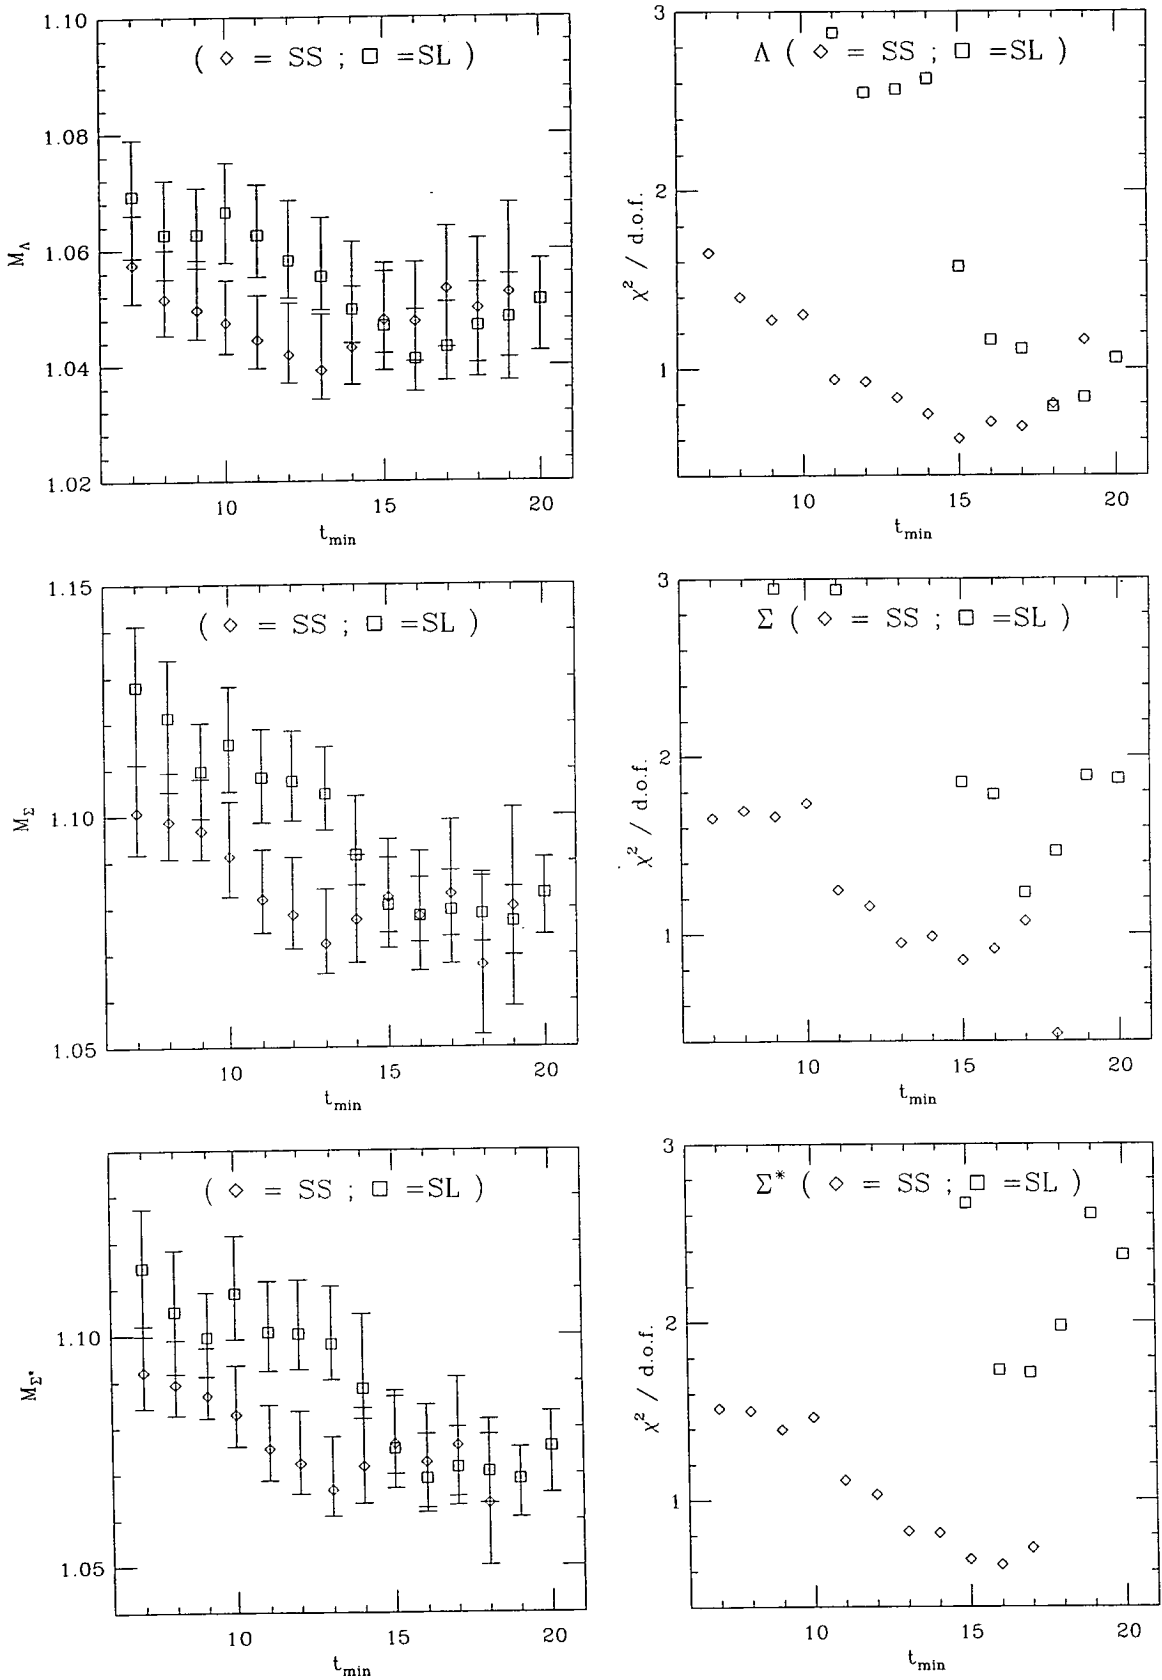 1.10
1.08
1.06
1.04
1.02
M_Λ
( ◇ = SS ; □ =SL )
10
15
20
t_min
3
2
1
χ² / d.o.f.
Λ ( ◇ = SS ; □ =SL )
10
15
20
t_min
1.15
1.10
1.05
M_Σ
( ◇ = SS ; □ =SL )
10
15
20
t_min
3
2
1
χ² / d.o.f.
Σ ( ◇ = SS ; □ =SL )
10
15
20
t_min
1.10
1.05
M_Σ*
( ◇ = SS ; □ =SL )
10
15
20
t_min
3
2
1
χ² / d.o.f.
Σ* ( ◇ = SS ; □ =SL )
10
15
20
t_min